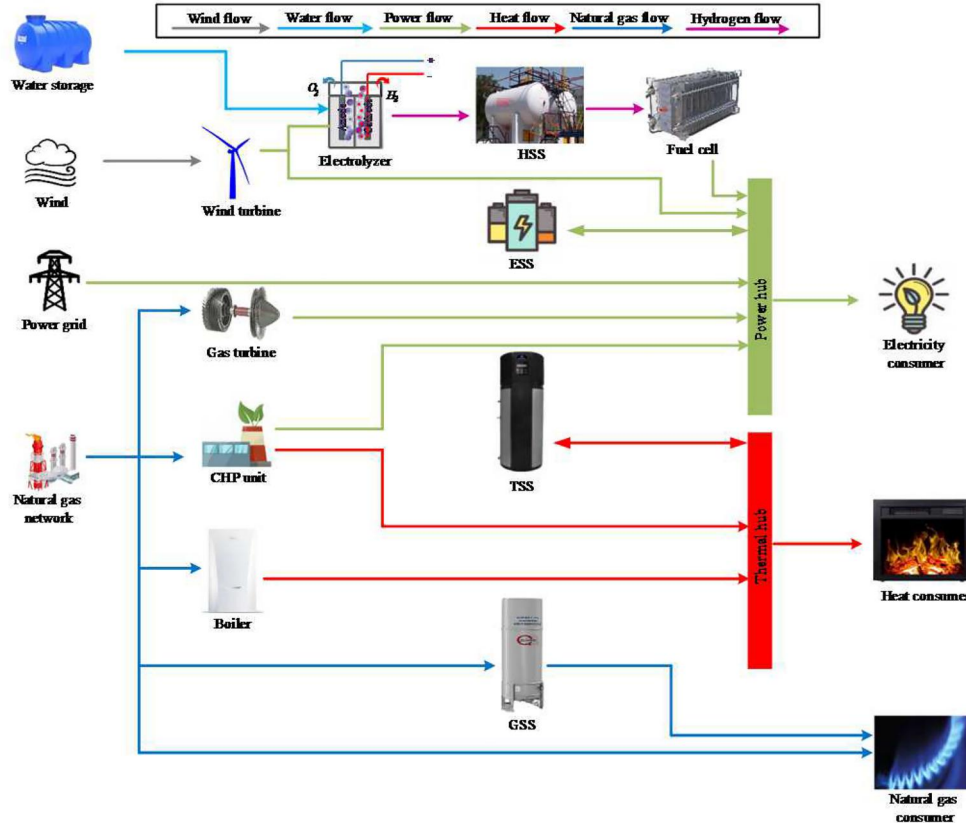 Wind flow Water flow Power flow Heat flow Natural gas flow Hydrogen flow
Water storage
O2
H2
+
−
Anode
Electrolyzer
HSS
Fuel cell
Wind
Wind turbine
ESS
Power grid
Gas turbine
Power hub
Electricity
consumer
Natural gas
network
CHP unit
TSS
Thermal hub
Boiler
Heat consumer
GSS
Natural gas
consumer